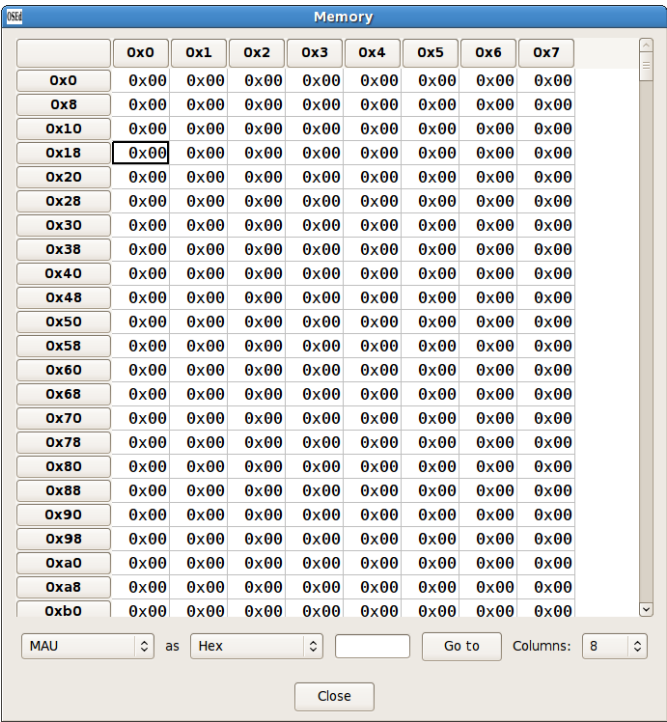 OSEd Memory
0x0 0x1 0x2 0x3 0x4 0x5 0x6 0x7
0x0 0x00 0x00 0x00 0x00 0x00 0x00 0x00 0x00
0x8 0x00 0x00 0x00 0x00 0x00 0x00 0x00 0x00
0x10 0x00 0x00 0x00 0x00 0x00 0x00 0x00 0x00
0x18 0x00 0x00 0x00 0x00 0x00 0x00 0x00 0x00
0x20 0x00 0x00 0x00 0x00 0x00 0x00 0x00 0x00
0x28 0x00 0x00 0x00 0x00 0x00 0x00 0x00 0x00
0x30 0x00 0x00 0x00 0x00 0x00 0x00 0x00 0x00
0x38 0x00 0x00 0x00 0x00 0x00 0x00 0x00 0x00
0x40 0x00 0x00 0x00 0x00 0x00 0x00 0x00 0x00
0x48 0x00 0x00 0x00 0x00 0x00 0x00 0x00 0x00
0x50 0x00 0x00 0x00 0x00 0x00 0x00 0x00 0x00
0x58 0x00 0x00 0x00 0x00 0x00 0x00 0x00 0x00
0x60 0x00 0x00 0x00 0x00 0x00 0x00 0x00 0x00
0x68 0x00 0x00 0x00 0x00 0x00 0x00 0x00 0x00
0x70 0x00 0x00 0x00 0x00 0x00 0x00 0x00 0x00
0x78 0x00 0x00 0x00 0x00 0x00 0x00 0x00 0x00
0x80 0x00 0x00 0x00 0x00 0x00 0x00 0x00 0x00
0x88 0x00 0x00 0x00 0x00 0x00 0x00 0x00 0x00
0x90 0x00 0x00 0x00 0x00 0x00 0x00 0x00 0x00
0x98 0x00 0x00 0x00 0x00 0x00 0x00 0x00 0x00
0xa0 0x00 0x00 0x00 0x00 0x00 0x00 0x00 0x00
0xa8 0x00 0x00 0x00 0x00 0x00 0x00 0x00 0x00
0xb0 0x00 0x00 0x00 0x00 0x00 0x00 0x00 0x00
MAU as Hex Go to Columns: 8
Close